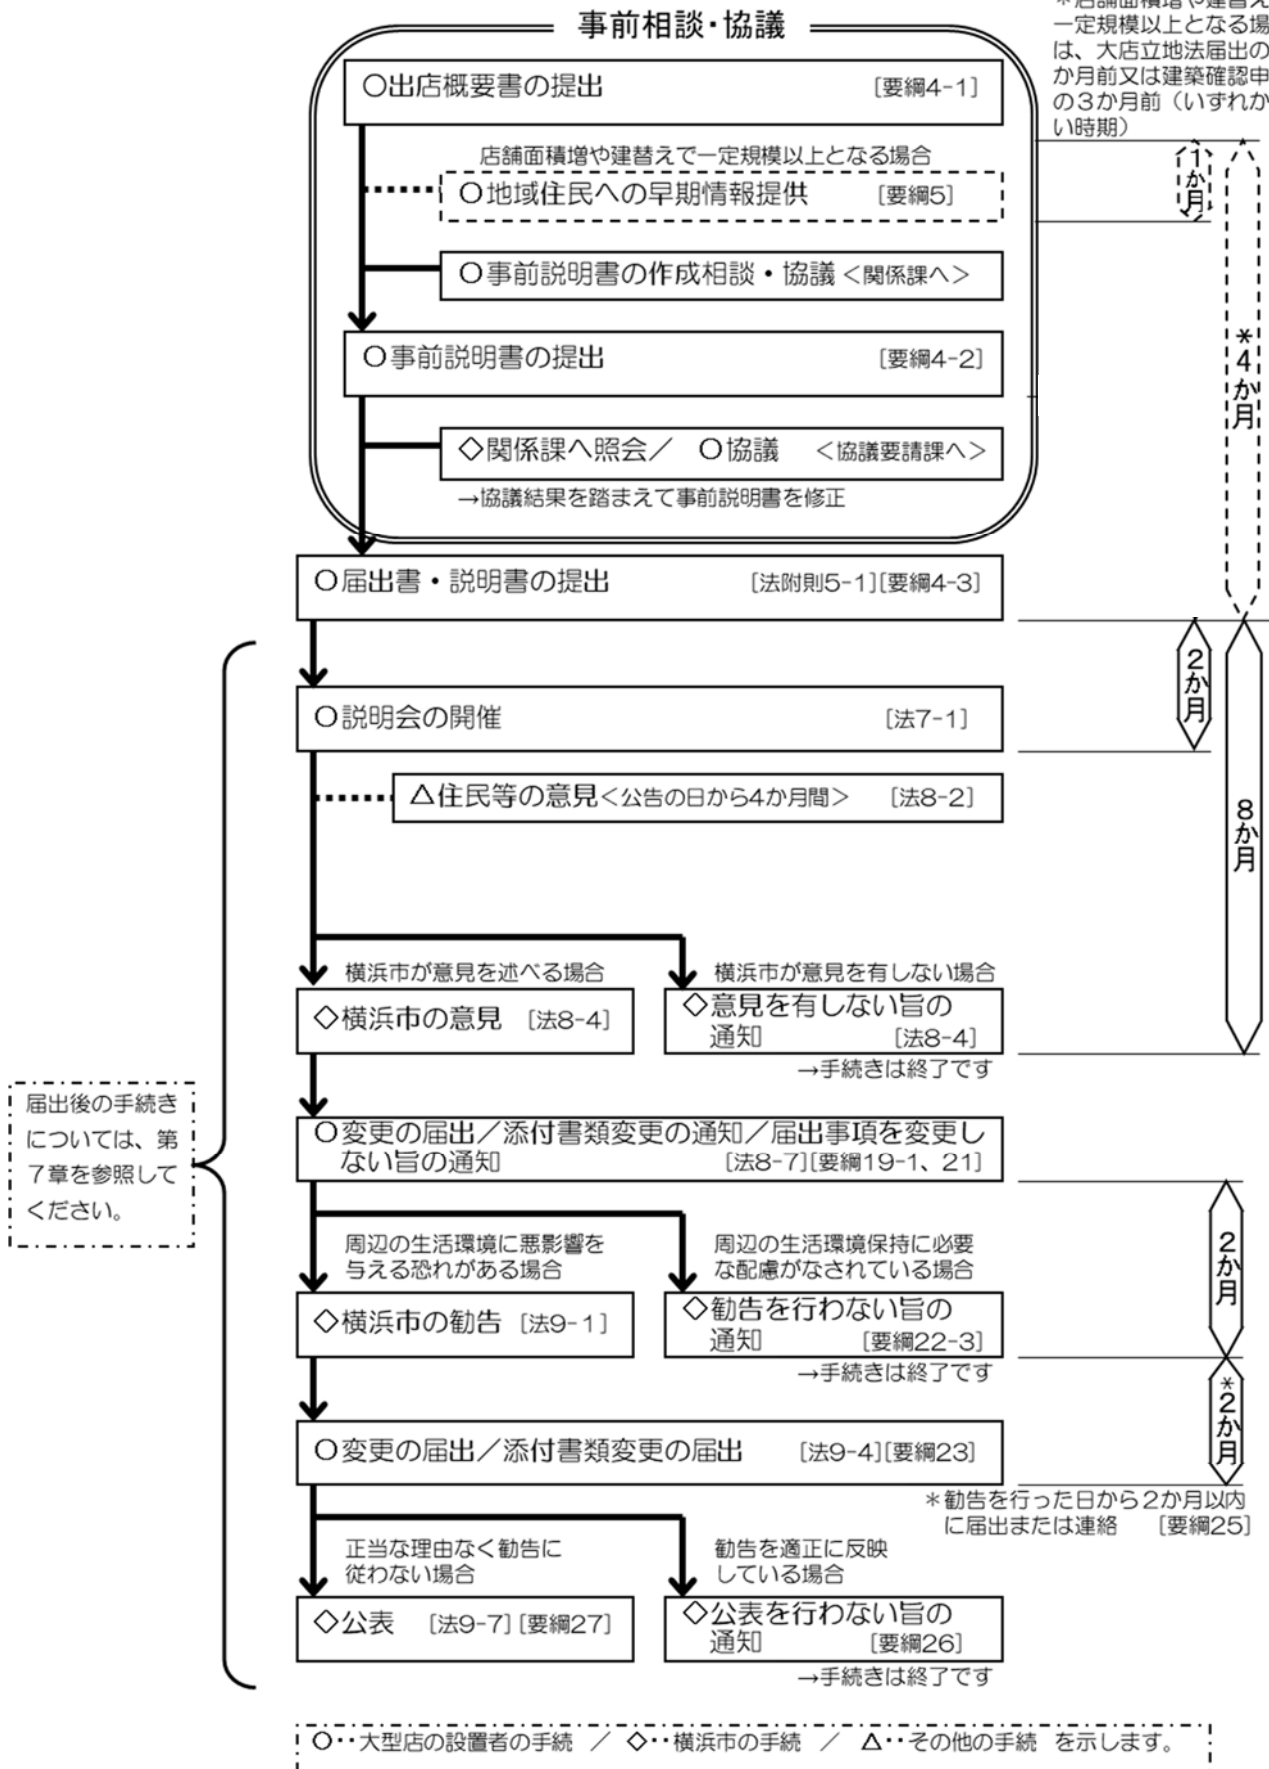 事前相談・協議
＊店舗面積増や建替え
一定規模以上となる場
は、大店立地法届出の
か月前又は建築確認申
の３か月前（いずれか
い時期）
○出店概要書の提出 [要綱4-1]
店舗面積増や建替えで一定規模以上となる場合
○地域住民への早期情報提供 [要綱5]
1か月
○事前説明書の作成相談・協議＜関係課へ＞
○事前説明書の提出 [要綱4-2]
＊4か月
◇関係課へ照会／ ○協議 ＜協議要請課へ＞
→協議結果を踏まえて事前説明書を修正
○届出書・説明書の提出 [法附則5-1][要綱4-3]
2か月
○説明会の開催 [法7-1]
△住民等の意見＜公告の日から4か月間＞ [法8-2]
8か月
横浜市が意見を述べる場合
◇横浜市の意見 [法8-4]
横浜市が意見を有しない場合
◇意見を有しない旨の
通知 [法8-4]
→手続きは終了です
届出後の手続き
については、第
７章を参照して
ください。
○変更の届出／添付書類変更の通知／届出事項を変更し
ない旨の通知 [法8-7][要綱19-1、21]
周辺の生活環境に悪影響を
与える恐れがある場合
◇横浜市の勧告 [法9-1]
周辺の生活環境保持に必要
な配慮がなされている場合
◇勧告を行わない旨の
通知 [要綱22-3]
→手続きは終了です
2か月
＊2か月
○変更の届出／添付書類変更の届出 [法9-4][要綱23]
＊勧告を行った日から２か月以内
に届出または連絡 [要綱25]
正当な理由なく勧告に
従わない場合
◇公表 [法9-7][要綱27]
勧告を適正に反映
している場合
◇公表を行わない旨の
通知 [要綱26]
→手続きは終了です
○‥大型店の設置者の手続 ／ ◇‥横浜市の手続 ／ △‥その他の手続 を示します。